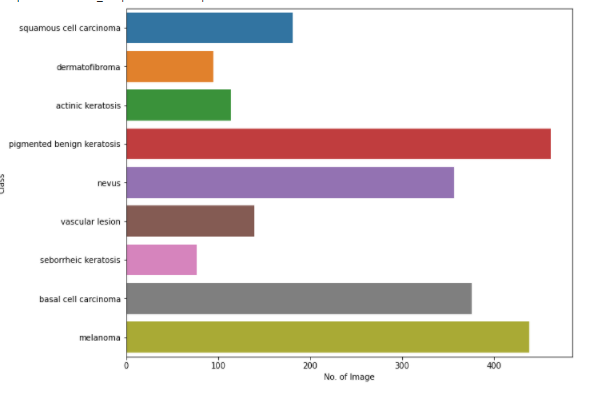 squamous cell carcinoma
dermatofibroma
actinic keratosis
pigmented benign keratosis
nevus
Class
vascular lesion
seborrheic keratosis
basal cell carcinoma
melanoma
0 100 200 300 400
No. of Image